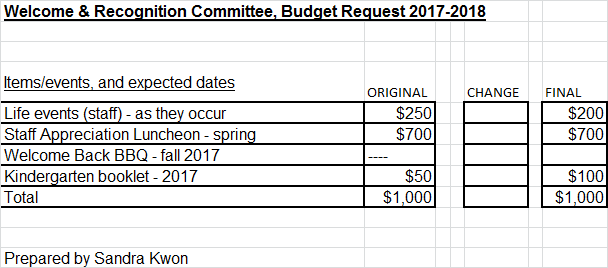 Welcome & Recognition Committee, Budget Request 2017-2018
Items/events, and expected dates ORIGINAL CHANGE FINAL
Life events (staff) - as they occur $250 $200
Staff Appreciation Luncheon - spring $700 $700
Welcome Back BBQ - fall 2017 ----
Kindergarten booklet - 2017 $50 $100
Total $1,000 $1,000
Prepared by Sandra Kwon